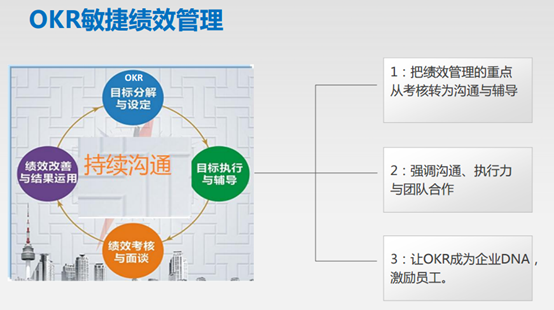 OKR敏捷绩效管理
OKR
目标分解
与设定
绩效改善
与结果运用
持续沟通
目标执行
与辅导
绩效考核
与面谈
1：把绩效管理的重点
从考核转为沟通与辅导
2：强调沟通、执行力
与团队合作
3：让OKR成为企业DNA，
激励员工。